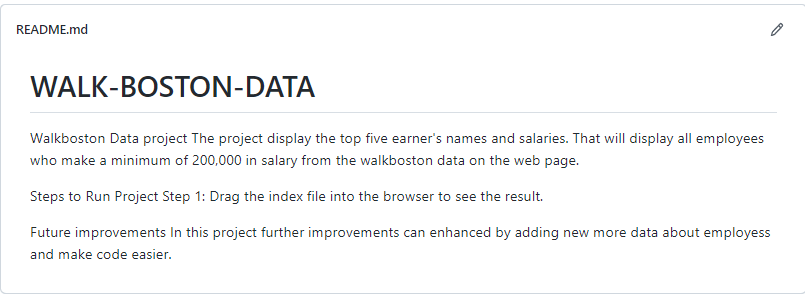 README.md
WALK-BOSTON-DATA
Walkboston Data project The project display the top five earner's names and salaries. That will display all employees
who make a minimum of 200,000 in salary from the walkboston data on the web page.
Steps to Run Project Step 1: Drag the index file into the browser to see the result.
Future improvements In this project further improvements can enhanced by adding new more data about employess
and make code easier.